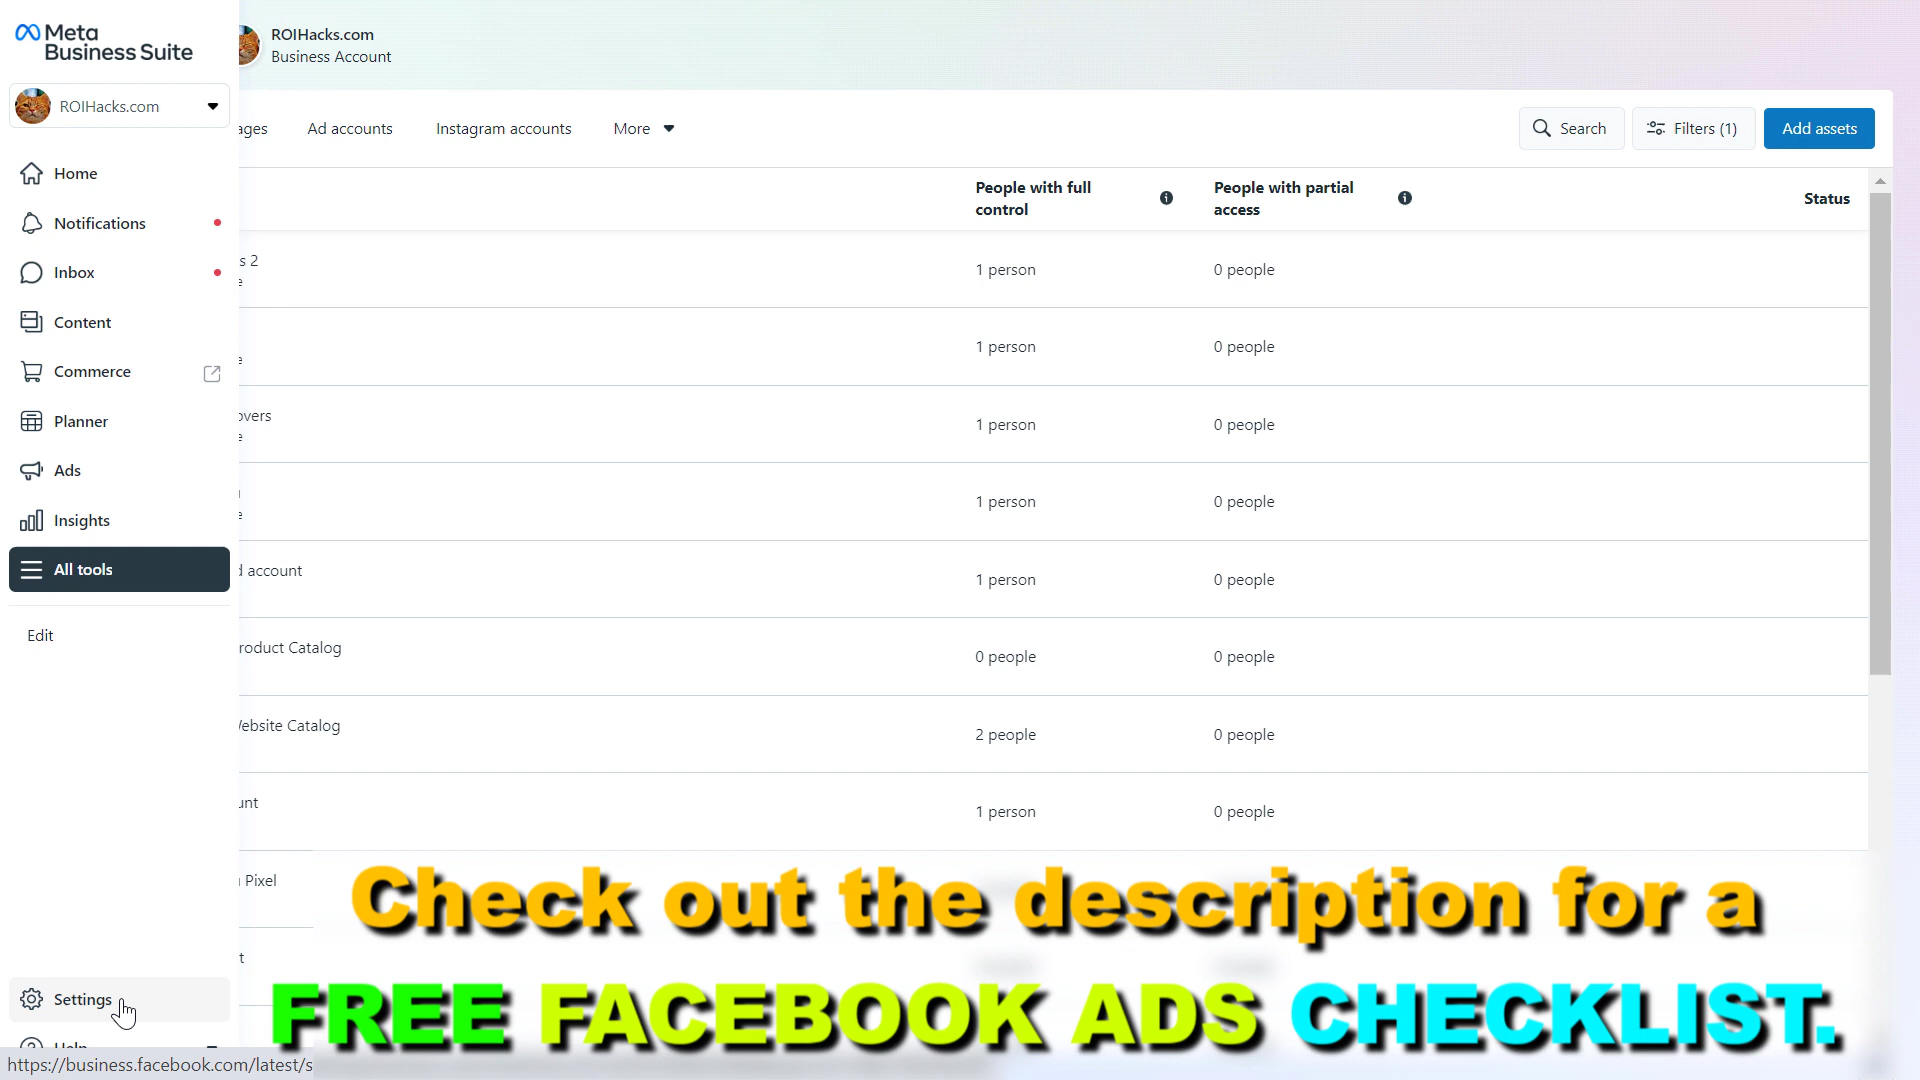 Meta
Business Suite
ROIHacks.com
Home
Notifications
Inbox
Content
Commerce
Planner
Ads
Insights
All tools
Edit
Settings
Help
https://business.facebook.com/latest/s
ROIHacks.com
Business Account
ages Ad accounts Instagram accounts More Search Filters (1) Add assets
People with full control People with partial access Status
s 2
e
1 person 0 people
e
1 person 0 people
overs
e
1 person 0 people
e
1 person 0 people
d account
1 person 0 people
roduct Catalog
0 people 0 people
Website Catalog
2 people 0 people
unt
1 person 0 people
Pixel
t
Check out the description for a
FREE FACEBOOK ADS CHECKLIST.